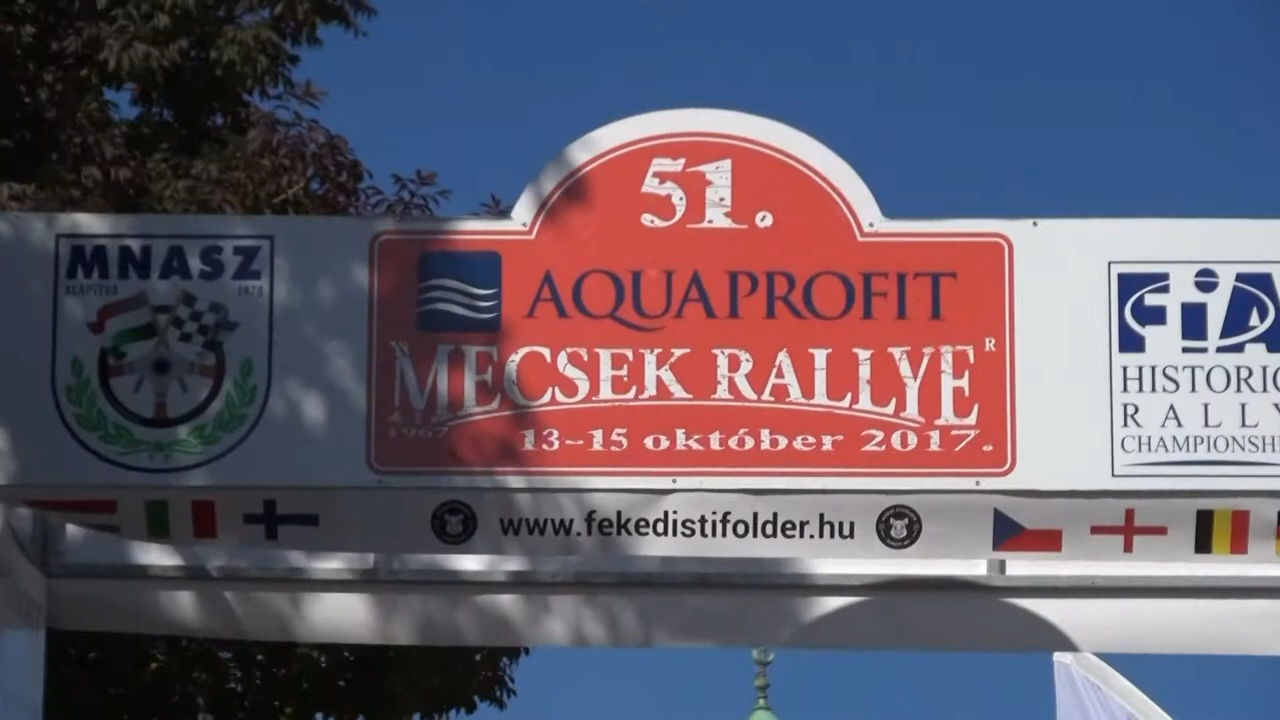 51.
MNASZ
ALAPÍTVA 1978
AQUAPROFIT
MECSEK RALLYE®
1967
13-15 október 2017.
FIA
HISTORIC
RALLY
CHAMPIONSHI
www.fekedistifolder.hu